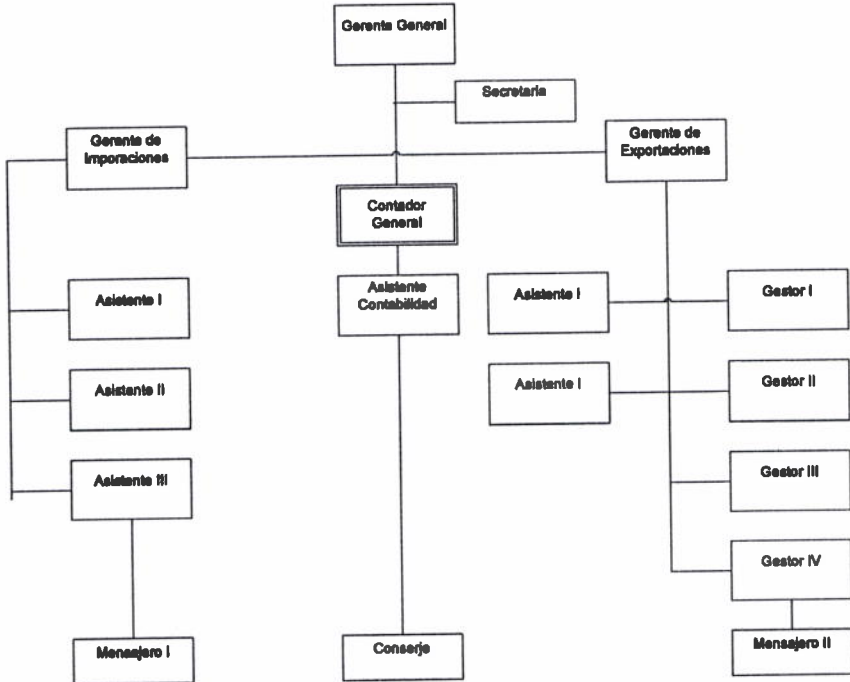 Gerente General
Secretaria
Gerente de
Imporaciones
Gerente de
Exportaciones
Contador
General
Asistente I
Asistente
Contabilidad
Asistente I
Gestor I
Asistente II
Asistente I
Gestor II
Asistente III
Gestor III
Gestor IV
Mensajero I
Conserje
Mensajero II